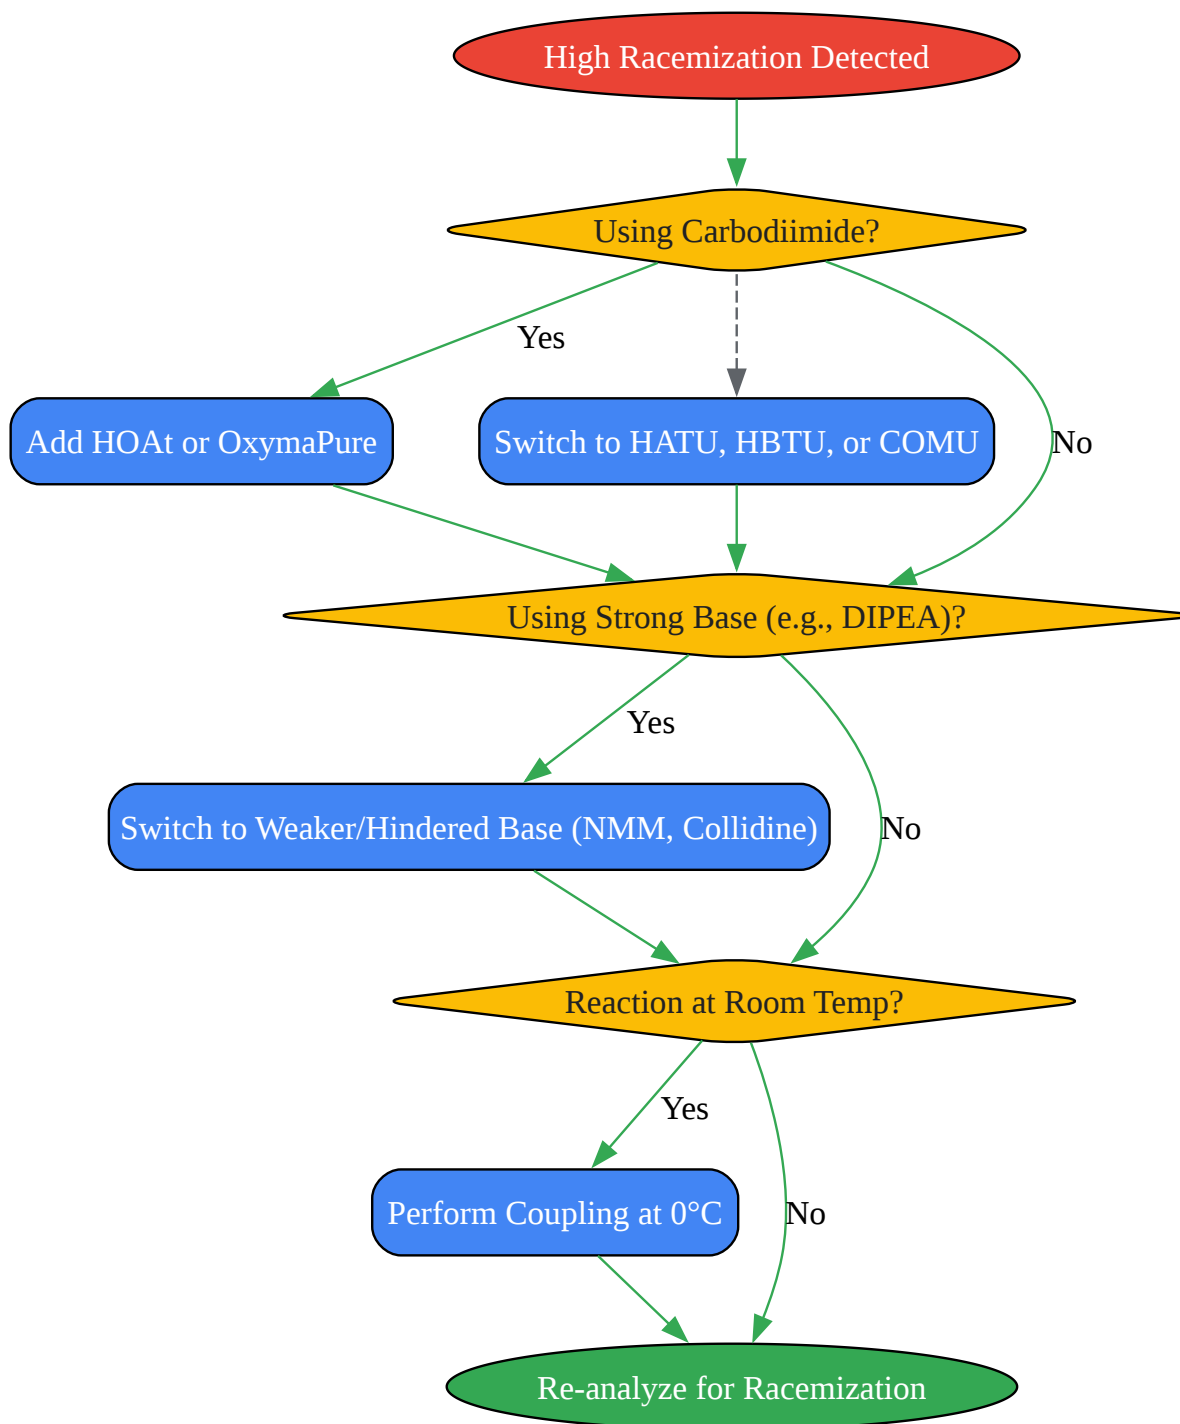 High Racemization Detected
Using Carbodiimide?
Yes
Add HOAt or OxymaPure
Switch to HATU, HBTU, or COMU
No
Using Strong Base (e.g., DIPEA)?
Yes
Switch to Weaker/Hindered Base (NMM, Collidine)
No
Reaction at Room Temp?
Yes
Perform Coupling at 0°C
No
Re-analyze for Racemization